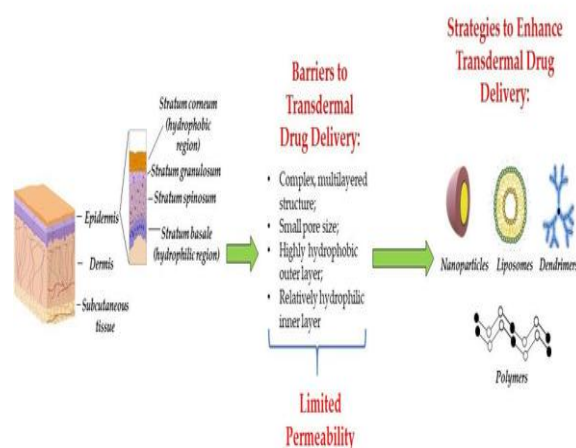 Stratum corneum
(hydrophobic
region)
Stratum granulosum
Stratum spinosum
Epidermis
Stratum basale
(hydrophilic region)
Dermis
Subcutaneous
tissue
Barriers to
Transdermal
Drug Delivery:
• Complex, multilayered
structure;
• Small pore size;
• Highly hydrophobic
outer layer;
• Relatively hydrophilic
inner layer
Limited
Permeability
Strategies to Enhance
Transdermal Drug
Delivery:
Nanoparticles Liposomes Dendrimers
Polymers